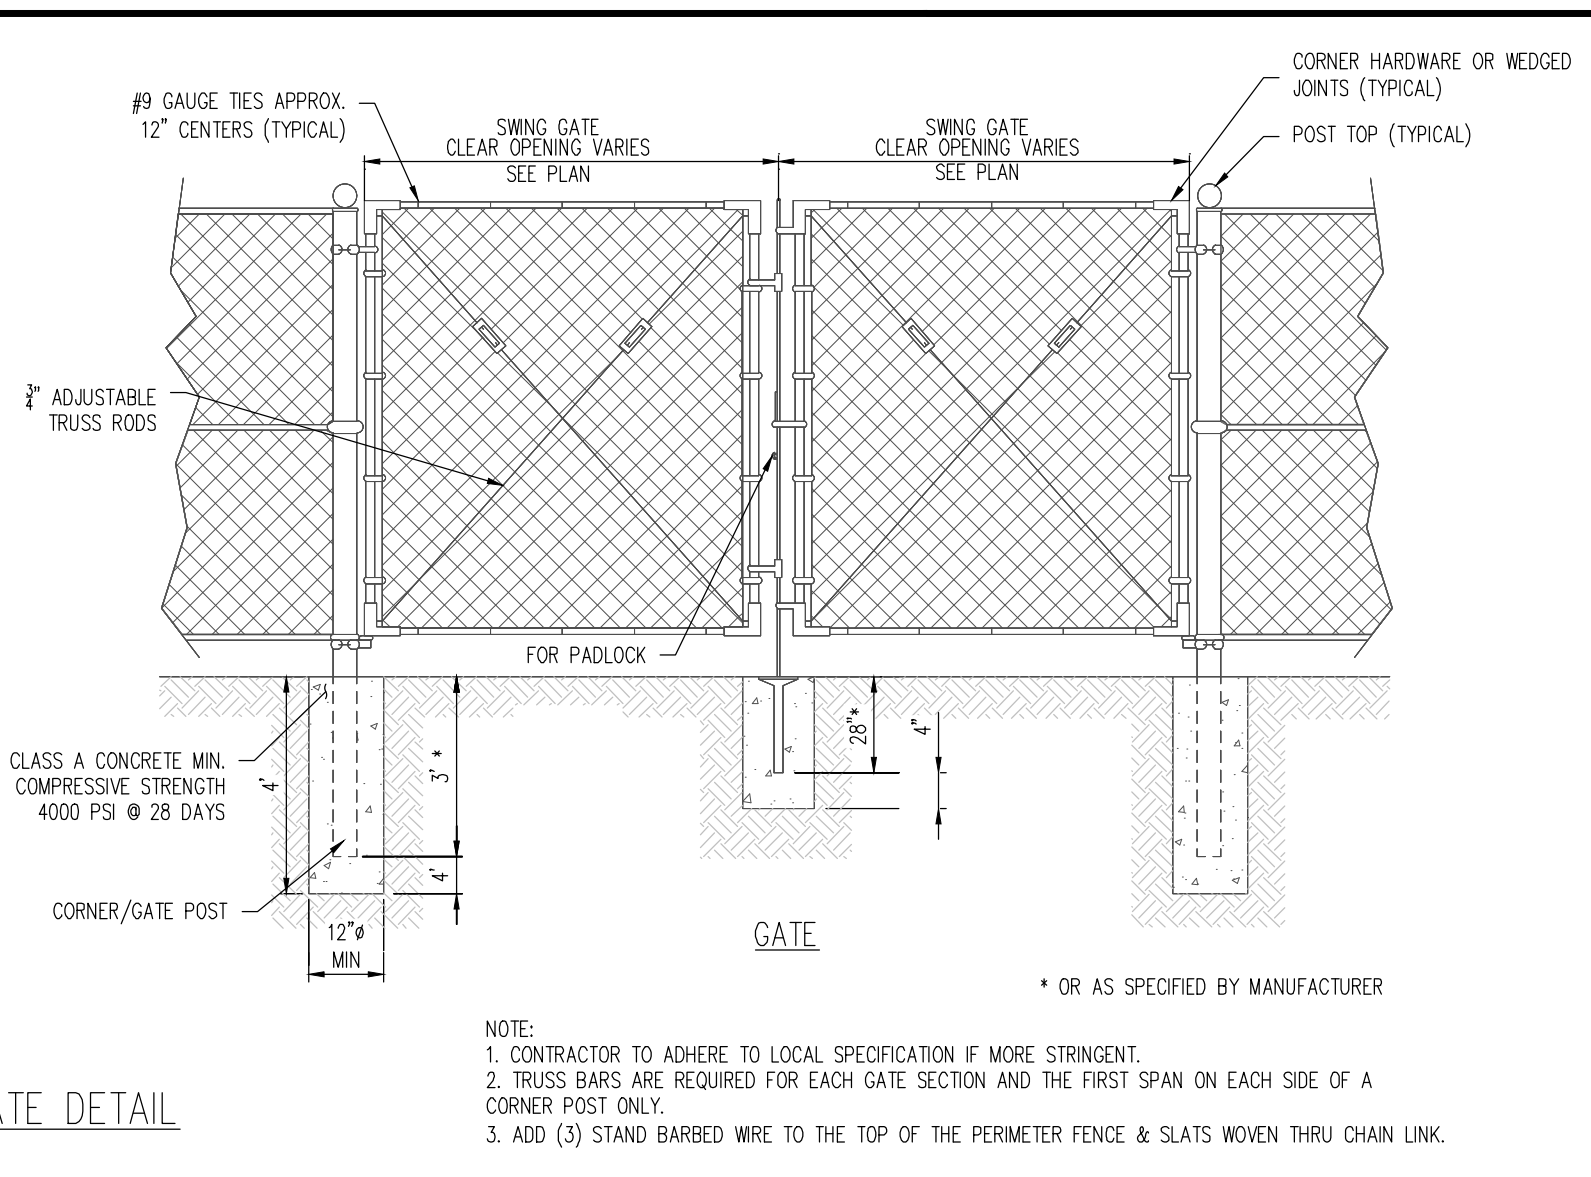 CORNER HARDWARE OR WEDGED
JOINTS (TYPICAL)
#9 GAUGE TIES APPROX.
12" CENTERS (TYPICAL)
SWING GATE
CLEAR OPENING VARIES
SEE PLAN
SWING GATE
CLEAR OPENING VARIES
SEE PLAN
POST TOP (TYPICAL)
3/4" ADJUSTABLE
TRUSS RODS
FOR PADLOCK
CLASS A CONCRETE MIN.
COMPRESSIVE STRENGTH
4000 PSI @ 28 DAYS
4'
3' *
28"*
4"
4'
CORNER/GATE POST
12"ø
MIN
GATE
* OR AS SPECIFIED BY MANUFACTURER
NOTE:
1. CONTRACTOR TO ADHERE TO LOCAL SPECIFICATION IF MORE STRINGENT.
2. TRUSS BARS ARE REQUIRED FOR EACH GATE SECTION AND THE FIRST SPAN ON EACH SIDE OF A
CORNER POST ONLY.
3. ADD (3) STAND BARBED WIRE TO THE TOP OF THE PERIMETER FENCE & SLATS WOVEN THRU CHAIN LINK.
ATE DETAIL